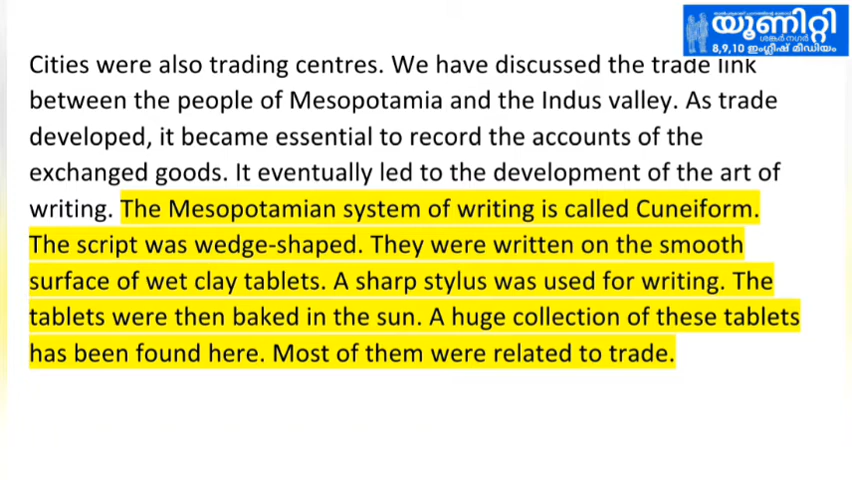 യൂണിറ്റി
ശങ്കർ നഗർ
8,9,10 ഇംഗ്ലീഷ് മീഡിയം
Cities were also trading centres. We have discussed the trade link
between the people of Mesopotamia and the Indus valley. As trade
developed, it became essential to record the accounts of the
exchanged goods. It eventually led to the development of the art of
writing. The Mesopotamian system of writing is called Cuneiform.
The script was wedge-shaped. They were written on the smooth
surface of wet clay tablets. A sharp stylus was used for writing. The
tablets were then baked in the sun. A huge collection of these tablets
has been found here. Most of them were related to trade.